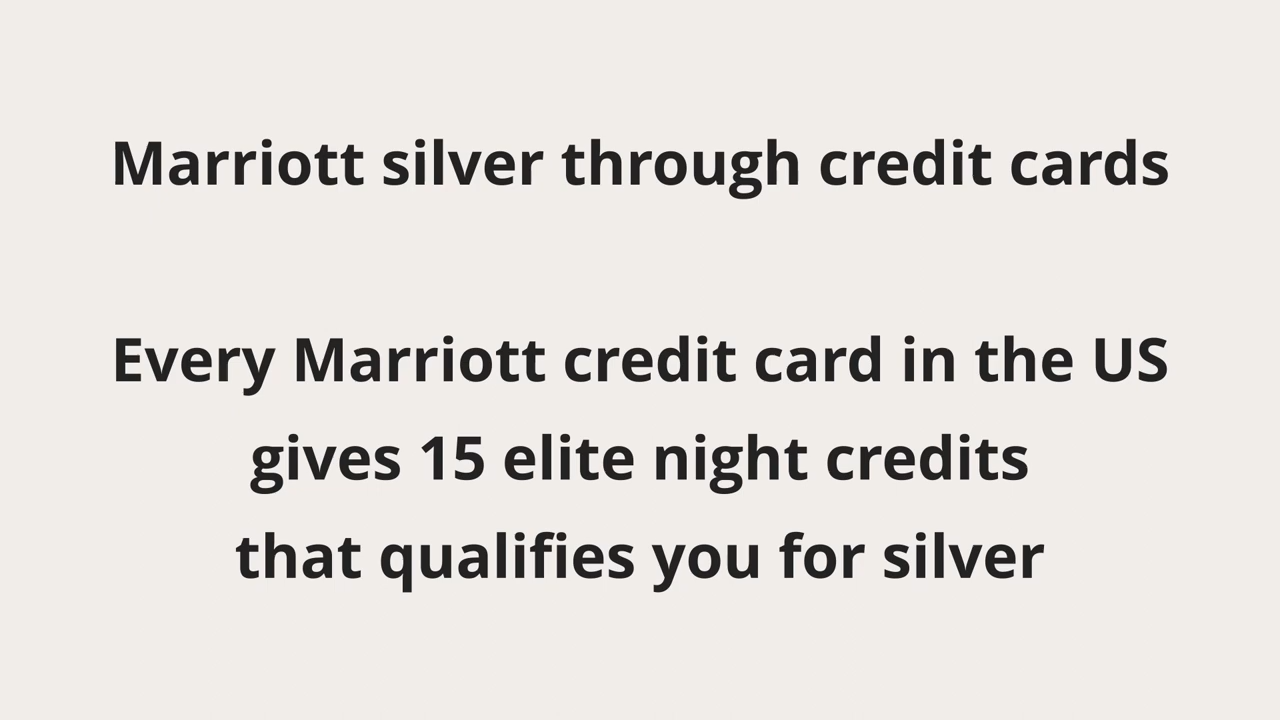 Marriott silver through credit cards
Every Marriott credit card in the US
gives 15 elite night credits
that qualifies you for silver